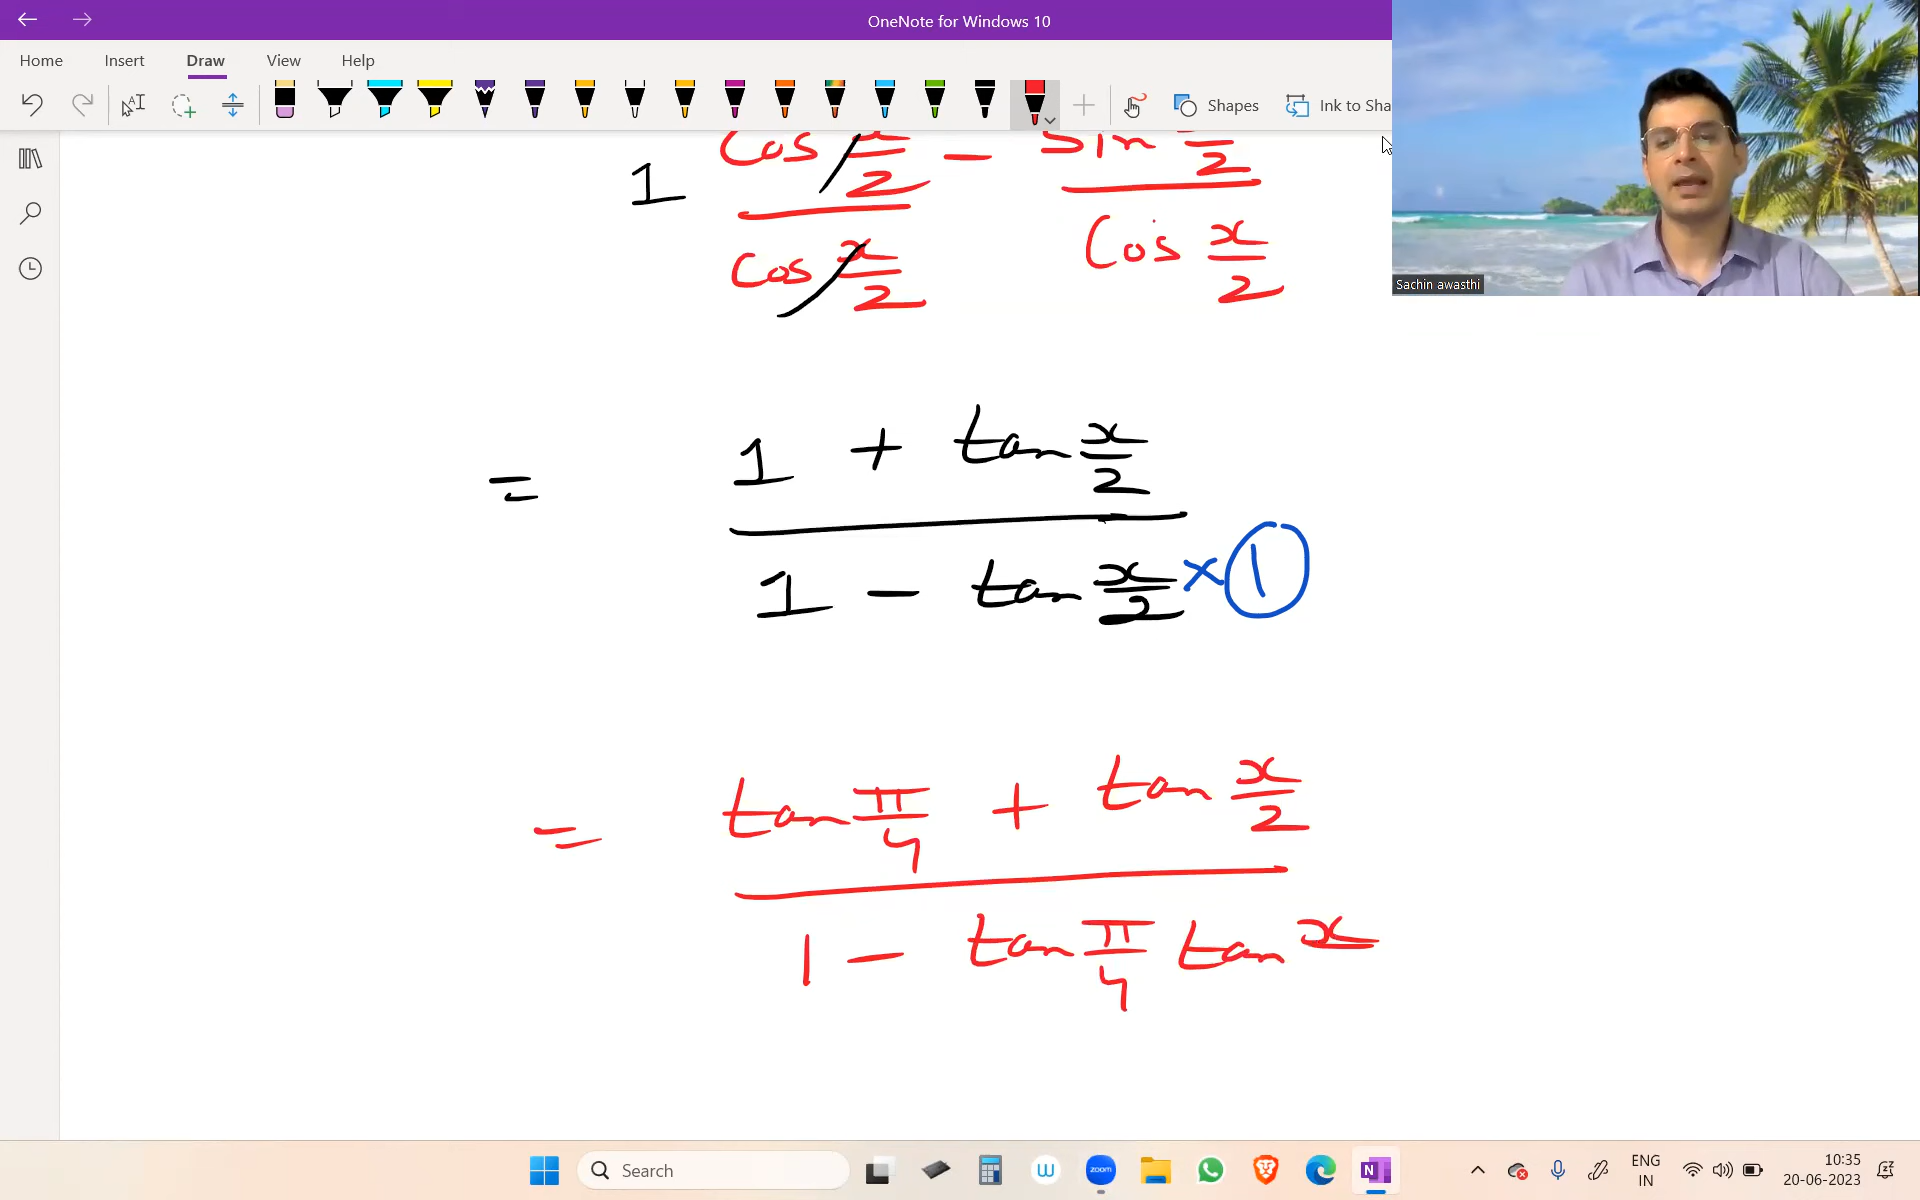 OneNote for Windows 10
Home Insert Draw View Help
Shapes Ink to Sha
Sachin awasthi
1 Cos x/2 − Sin x/2
Cos x/2 Cos x/2
= 1 + tan x/2
1 − tan x/2 × 1
= tan π/4 + tan x/2
1 − tan π/4 tan x
Search
zoom
ENG
IN
10:35
20-06-2023